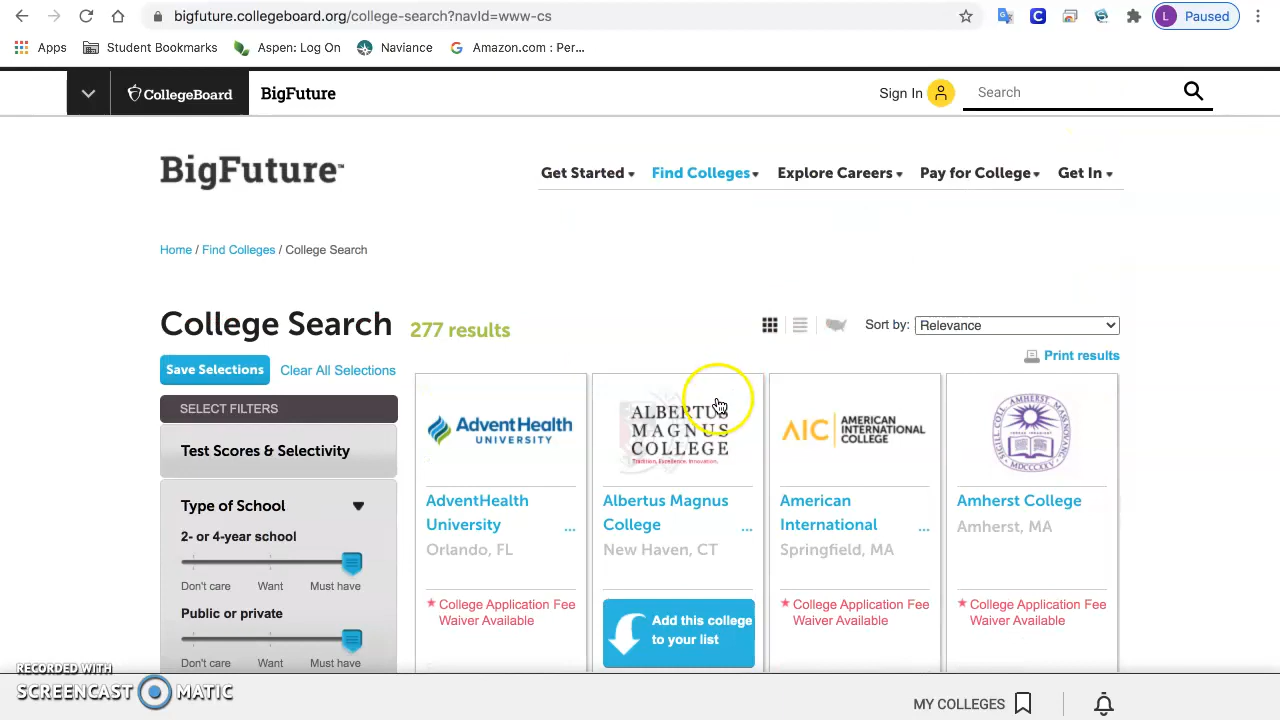 bigfuture.collegeboard.org/college-search?navId=www-cs
L Paused
Apps Student Bookmarks Aspen: Log On Naviance Amazon.com : Per...
CollegeBoard BigFuture Sign In Search
BigFuture
Get Started Find Colleges Explore Careers Pay for College Get In
Home / Find Colleges / College Search
College Search 277 results Sort by: Relevance
Print results
Save Selections Clear All Selections
SELECT FILTERS
Test Scores & Selectivity
Type of School
2- or 4-year school
Don't care Want Must have
Public or private
Don't care Want Must have
AdventHealth
UNIVERSITY
AdventHealth
University ...
Orlando, FL
* College Application Fee
Waiver Available
ALBERTUS
MAGNUS
COLLEGE
Tradition. Excellence. Innovation.
Albertus Magnus
College ...
New Haven, CT
Add this college
to your list
AIC AMERICAN
INTERNATIONAL
COLLEGE
American
International ...
Springfield, MA
* College Application Fee
Waiver Available
Amherst College
Amherst, MA
* College Application Fee
Waiver Available
RECORDED WITH
SCREENCAST MATIC
MY COLLEGES